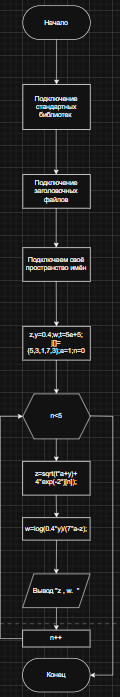 Начало
Подключение
стандартных
библиотек
Подключение
заголовочных
файлов
Подключаем своё
пространство имён
z,y=0.4;w;t=5e+5;
j[]=
{5,3,1,7,3};a=1;n=0
n<5
z=sqrt(t*a+y)+
4*exp(-2*j[n]);
w=log(0.4*y)/(7*a-z);
Вывод "z , w. "
n++
Конец